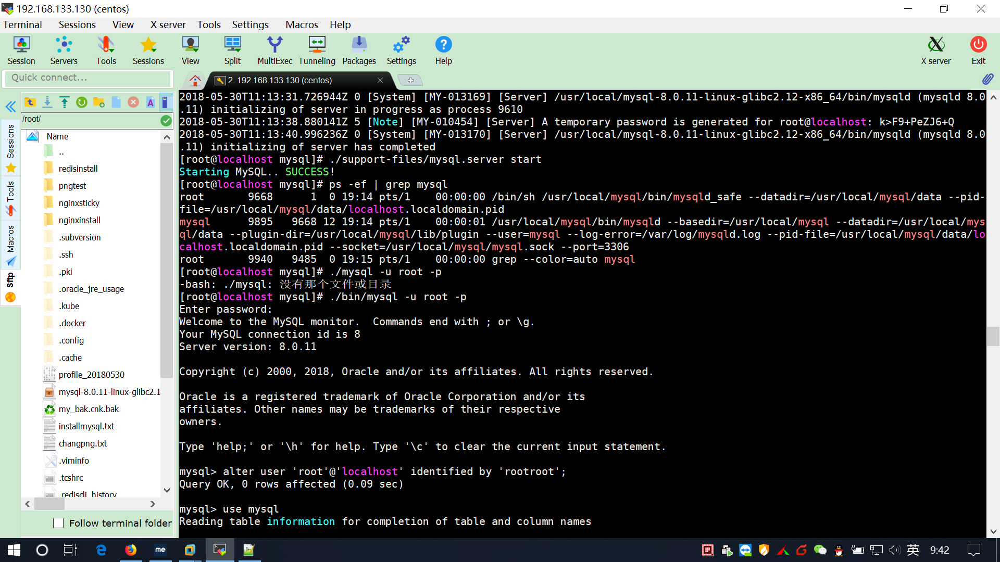 192.168.133.130 (centos)
Terminal Sessions View X server Tools Settings Macros Help
Session Servers Tools Sessions View Split MultiExec Tunneling Packages Settings Help X server Exit
Quick connect...
2. 192.168.133.130 (centos)
/root/
Name
..
redisinstall
pngtest
nginxsticky
nginxinstall
.subversion
.ssh
.pki
.oracle_jre_usage
.kube
.docker
.config
.cache
profile_20180530
mysql-8.0.11-linux-glibc2.1
my_bak.cnk.bak
installmysql.txt
changpng.txt
.viminfo
.tcshrc
.rediscli_history
Follow terminal folder
Sessions
Tools
Macros
Sftp
2018-05-30T11:13:31.726944Z 0 [System] [MY-013169] [Server] /usr/local/mysql-8.0.11-linux-glibc2.12-x86_64/bin/mysqld (mysqld 8.0
.11) initializing of server in progress as process 9610
2018-05-30T11:13:38.880141Z 5 [Note] [MY-010454] [Server] A temporary password is generated for root@localhost: k>F9+PeZJ6+Q
2018-05-30T11:13:40.996236Z 0 [System] [MY-013170] [Server] /usr/local/mysql-8.0.11-linux-glibc2.12-x86_64/bin/mysqld (mysqld 8.0
.11) initializing of server has completed
[root@localhost mysql]# ./support-files/mysql.server start
Starting MySQL.. SUCCESS!
[root@localhost mysql]# ps -ef | grep mysql
root 9668 1 0 19:14 pts/1 00:00:00 /bin/sh /usr/local/mysql/bin/mysqld_safe --datadir=/usr/local/mysql/data --pid-
file=/usr/local/mysql/data/localhost.localdomain.pid
mysql 9895 9668 12 19:14 pts/1 00:00:01 /usr/local/mysql/bin/mysqld --basedir=/usr/local/mysql --datadir=/usr/local/mys
ql/data --plugin-dir=/usr/local/mysql/lib/plugin --user=mysql --log-error=/var/log/mysqld.log --pid-file=/usr/local/mysql/data/lo
calhost.localdomain.pid --socket=/usr/local/mysql/mysql.sock --port=3306
root 9940 9485 0 19:15 pts/1 00:00:00 grep --color=auto mysql
[root@localhost mysql]# ./mysql -u root -p
-bash: ./mysql: 没有那个文件或目录
[root@localhost mysql]# ./bin/mysql -u root -p
Enter password:
Welcome to the MySQL monitor.  Commands end with ; or \g.
Your MySQL connection id is 8
Server version: 8.0.11
Copyright (c) 2000, 2018, Oracle and/or its affiliates. All rights reserved.
Oracle is a registered trademark of Oracle Corporation and/or its
affiliates. Other names may be trademarks of their respective
owners.
Type 'help;' or '\h' for help. Type '\c' to clear the current input statement.
mysql> alter user 'root'@'localhost' identified by 'rootroot';
Query OK, 0 rows affected (0.09 sec)
mysql> use mysql
Reading table information for completion of table and column names
me
英 9:42